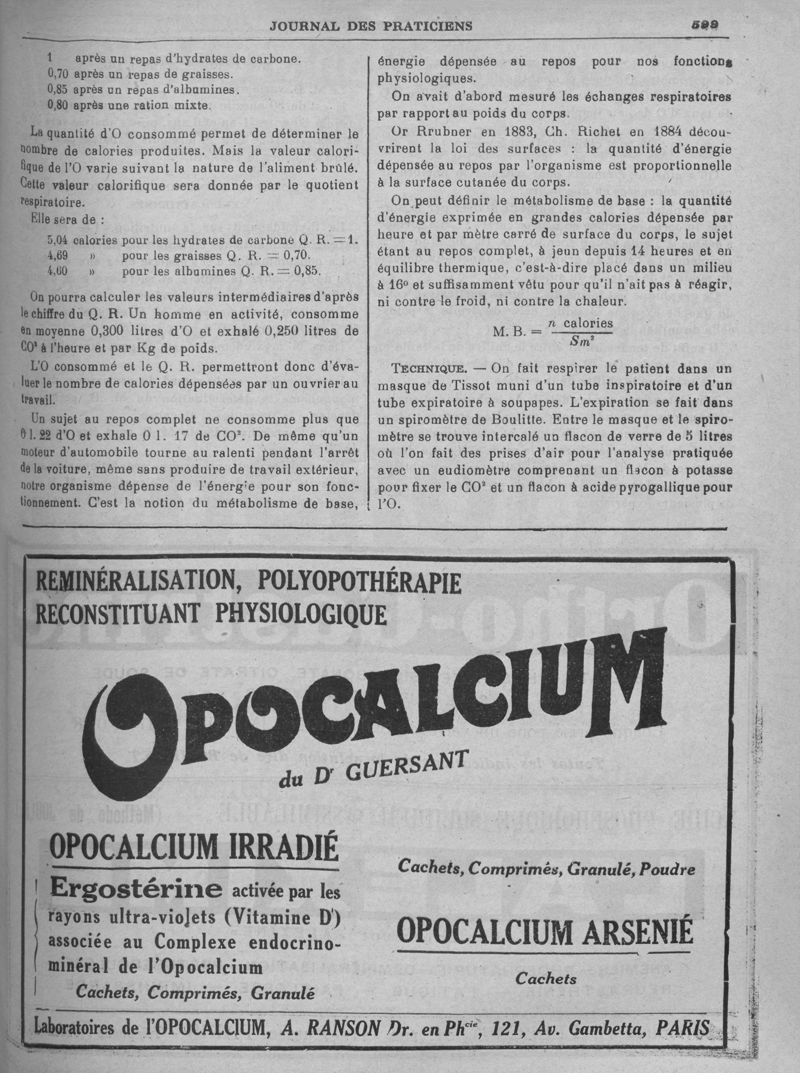 JOURNAL DES PRATICIENS 599
1 après un repas d'hydrates de carbone.
0,70 après un repas de graisses.
0,85 après un repas d'albumines.
0,80 après une ration mixte.
La quantité d'O consommé permet de déterminer le
nombre de calories produites. Mais la valeur calori-
fique de l'O varie suivant la nature de l'aliment brûlé.
Cette valeur calorifique sera donnée par le quotient
respiratoire.
Elle sera de :
5,04 calories pour les hydrates de carbone Q. R. = 1.
4,69 » pour les graisses Q. R. = 0,70.
4,60 » pour les albumines Q. R. = 0,85.
On pourra calculer les valeurs intermédiaires d'après
le chiffre du Q. R. Un homme en activité, consomme
en moyenne 0,300 litres d'O et exhalé 0,250 litres de
CO² à l'heure et par Kg de poids.
L'O consommé et le Q. R. permettront donc d'éva-
luer le nombre de calories dépensées par un ouvrier au
travail.
Un sujet au repos complet ne consomme plus que
0 l. 22 d'O et exhale 0 l. 17 de CO². De même qu'un
moteur d'automobile tourne au ralenti pendant l'arrêt
de la voiture, même sans produire de travail extérieur,
notre organisme dépense de l'énergie pour son fonc-
tionnement. C'est la notion du métabolisme de base,
énergie dépensée au repos pour nos fonctions
physiologiques.
On avait d'abord mesuré les échanges respiratoires
par rapport au poids du corps.
Or Rrubner en 1883, Ch. Richet en 1884 décou-
vrirent la loi des surfaces : la quantité d'énergie
dépensée au repos par l'organisme est proportionnelle
à la surface cutanée du corps.
On peut définir le métabolisme de base : la quantité
d'énergie exprimée en grandes calories dépensée par
heure et par mètre carré de surface du corps, le sujet
étant au repos complet, à jeun depuis 14 heures et en
équilibre thermique, c'est-à-dire placé dans un milieu
à 16º et suffisamment vêtu pour qu'il n'ait pas à réagir,
ni contre le froid, ni contre la chaleur.
M. B. = n calories
Sm²
TECHNIQUE. — On fait respirer le patient dans un
masque de Tissot muni d'un tube inspiratoire et d'un
tube expiratoire à soupapes. L'expiration se fait dans
un spiromètre de Boulitte. Entre le masque et le spiro-
mètre se trouve intercalé un flacon de verre de 5 litres
où l'on fait des prises d'air pour l'analyse pratiquée
avec un eudiomètre comprenant un flacon à potasse
pour fixer le CO² et un flacon à acide pyrogallique pour
l'O.
REMINÉRALISATION, POLYOPOTHÉRAPIE
RECONSTITUANT PHYSIOLOGIQUE
OPOCALCIUM
du Dr GUERSANT
OPOCALCIUM IRRADIÉ
Ergostérine activée par les
rayons ultra-violets (Vitamine D)
associée au Complexe endocrino-
minéral de l'Opocalcium
Cachets, Comprimés, Granulé
Cachets, Comprimés, Granulé, Poudre
OPOCALCIUM ARSENIÉ
Cachets
Laboratoires de l'OPOCALCIUM, A. RANSON Dr. en Phcie, 121, Av. Gambetta, PARIS